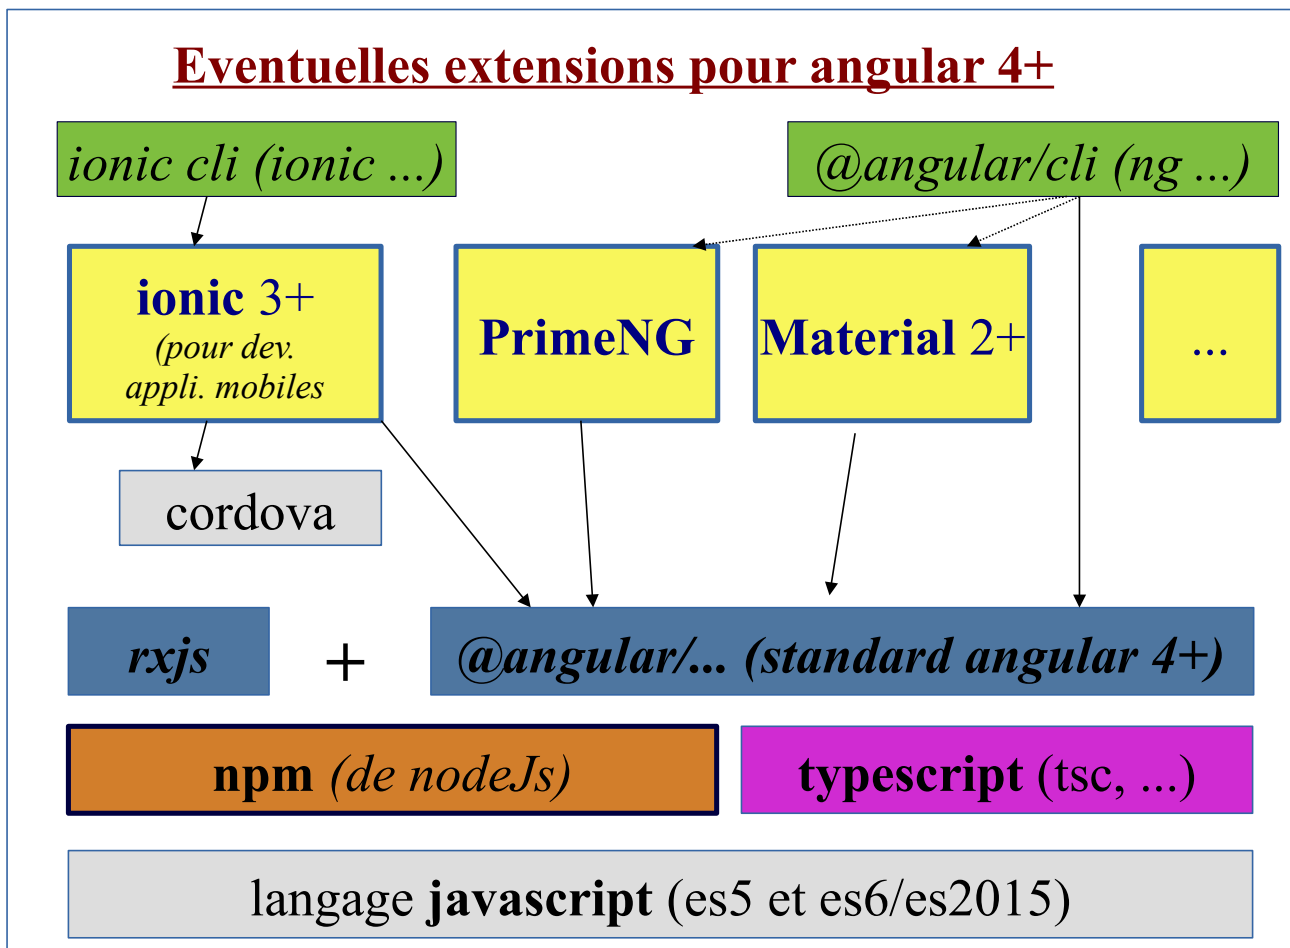 Eventuelles extensions pour angular 4+
ionic cli (ionic ...)
@angular/cli (ng ...)
ionic 3+
(pour dev.
appli. mobiles
PrimeNG
Material 2+
...
cordova
rxjs
+
@angular/... (standard angular 4+)
npm (de nodeJs)
typescript (tsc, ...)
langage javascript (es5 et es6/es2015)